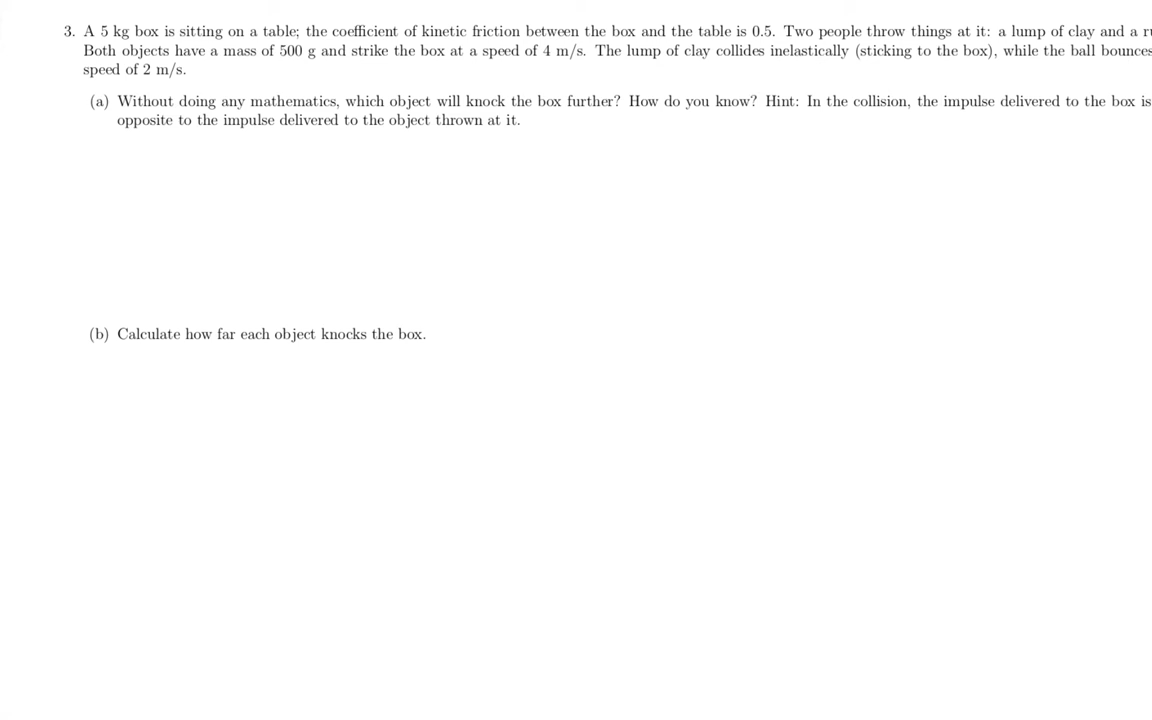 3. A 5 kg box is sitting on a table; the coefficient of kinetic friction between the box and the table is 0.5. Two people throw things at it: a lump of clay and a
Both objects have a mass of 500 g and strike the box at a speed of 4 m/s. The lump of clay collides inelastically (sticking to the box), while the ball bounces
speed of 2 m/s.
(a) Without doing any mathematics, which object will knock the box further? How do you know? Hint: In the collision, the impulse delivered to the box is
opposite to the impulse delivered to the object thrown at it.
(b) Calculate how far each object knocks the box.